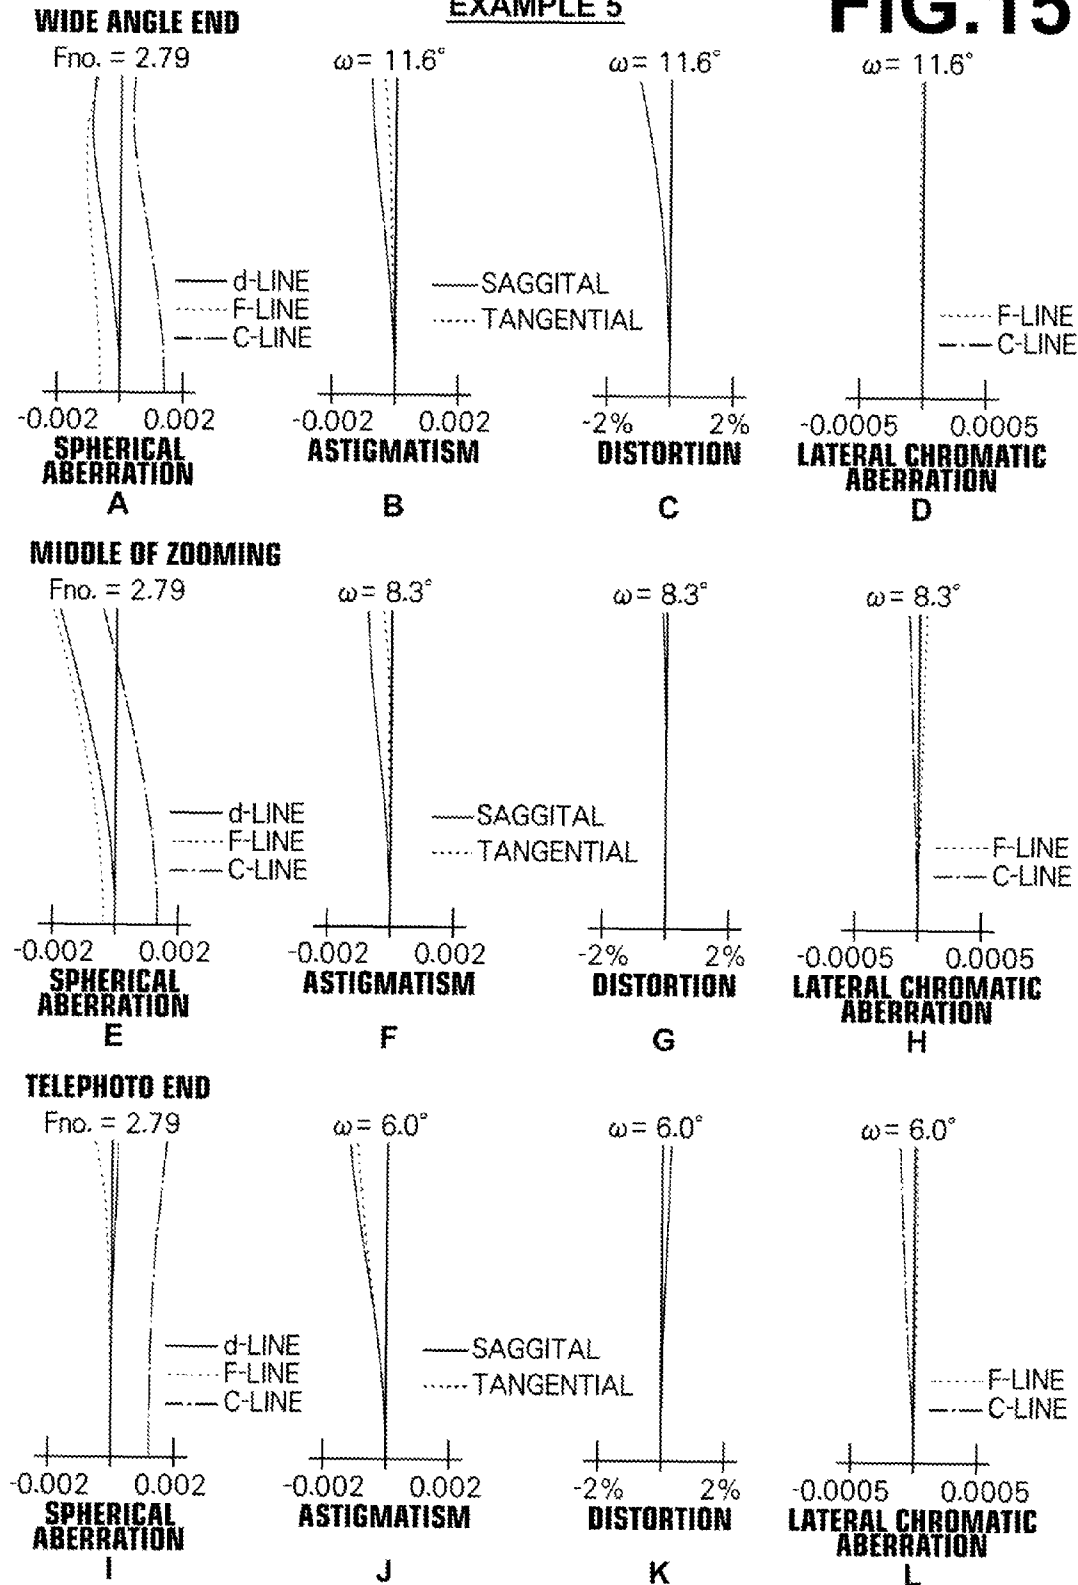 EXAMPLE 5
FIG.15
WIDE ANGLE END
Fno. = 2.79
ω= 11.6°
ω= 11.6°
ω= 11.6°
d-LINE
F-LINE
C-LINE
SAGGITAL
TANGENTIAL
F-LINE
C-LINE
-0.002 0.002
-0.002 0.002
-2% 2%
-0.0005 0.0005
SPHERICAL
ABERRATION
ASTIGMATISM
DISTORTION
LATERAL CHROMATIC
ABERRATION
A
B
C
D
MIDDLE OF ZOOMING
Fno. = 2.79
ω= 8.3°
ω= 8.3°
ω= 8.3°
d-LINE
F-LINE
C-LINE
SAGGITAL
TANGENTIAL
F-LINE
C-LINE
-0.002 0.002
-0.002 0.002
-2% 2%
-0.0005 0.0005
SPHERICAL
ABERRATION
ASTIGMATISM
DISTORTION
LATERAL CHROMATIC
ABERRATION
E
F
G
H
TELEPHOTO END
Fno. = 2.79
ω= 6.0°
ω= 6.0°
ω= 6.0°
d-LINE
F-LINE
C-LINE
SAGGITAL
TANGENTIAL
F-LINE
C-LINE
-0.002 0.002
-0.002 0.002
-2% 2%
-0.0005 0.0005
SPHERICAL
ABERRATION
ASTIGMATISM
DISTORTION
LATERAL CHROMATIC
ABERRATION
I
J
K
L